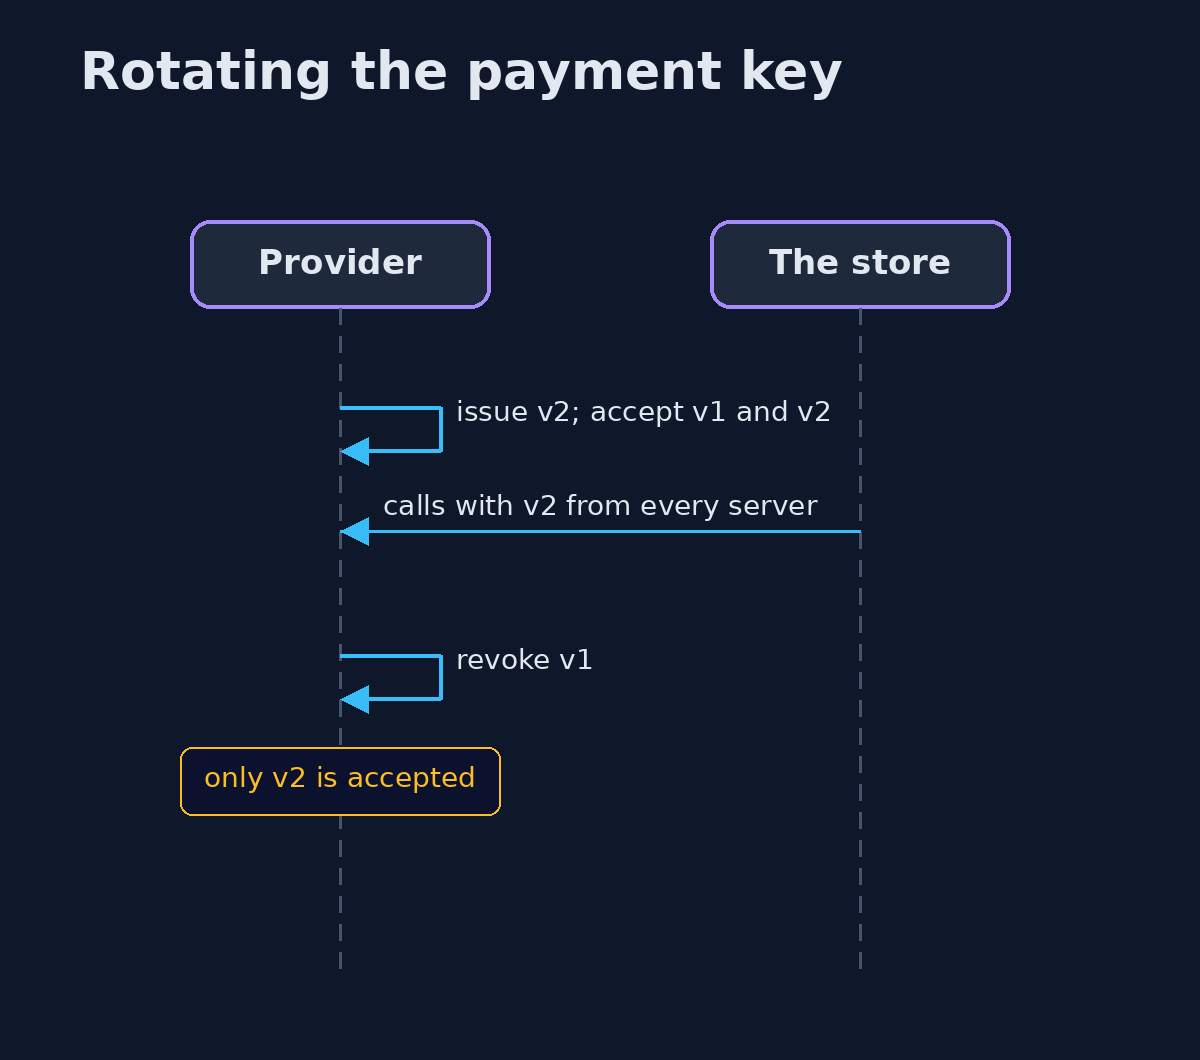 Rotating the payment key
Provider
The store
issue v2; accept v1 and v2
calls with v2 from every server
revoke v1
only v2 is accepted